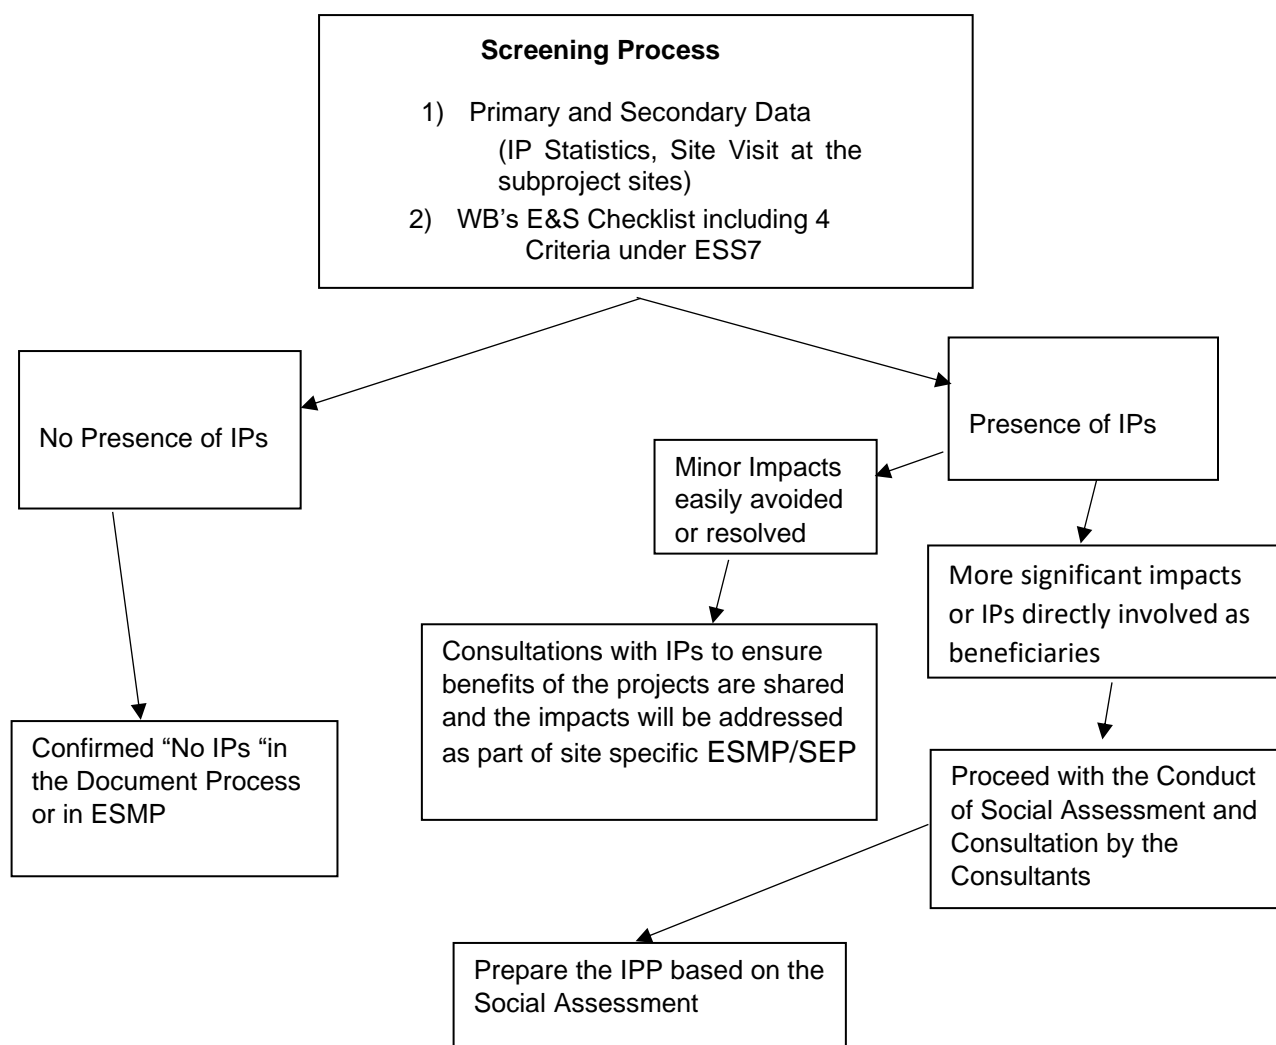 Screening Process
1) Primary and Secondary Data
(IP Statistics, Site Visit at the
subproject sites)
2) WB’s E&S Checklist including 4
Criteria under ESS7
No Presence of IPs
Presence of IPs
Minor Impacts
easily avoided
or resolved
More significant impacts
or IPs directly involved as
beneficiaries
Consultations with IPs to ensure
benefits of the projects are shared
and the impacts will be addressed
as part of site specific ESMP/SEP
Confirmed “No IPs “in
the Document Process
or in ESMP
Proceed with the Conduct
of Social Assessment and
Consultation by the
Consultants
Prepare the IPP based on the
Social Assessment